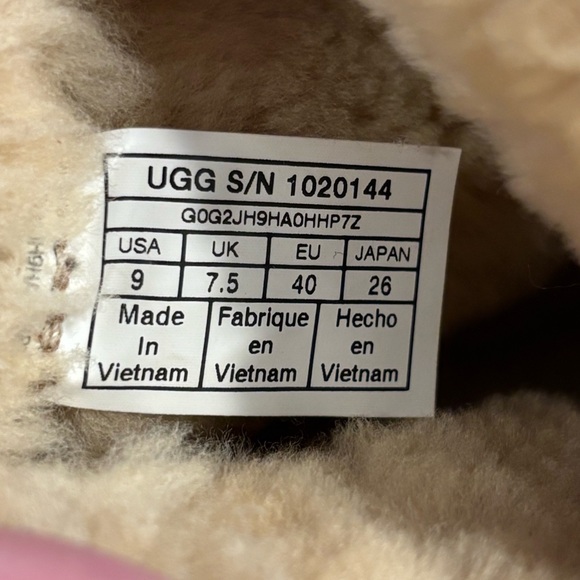 UGG S/N 1020144
G0G2JH9HA0HHP7Z
USA UK EU JAPAN
9 7.5 40 26
Made Fabrique Hecho
In en en
Vietnam Vietnam Vietnam